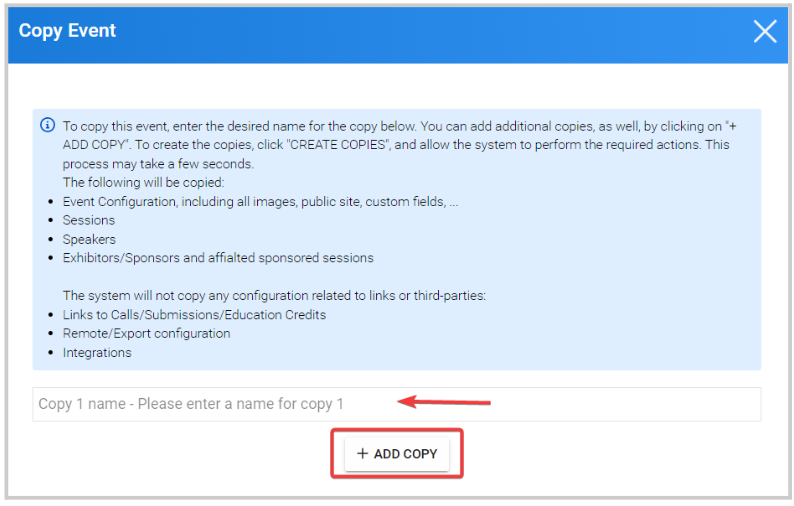 Copy Event
To copy this event, enter the desired name for the copy below. You can add additional copies, as well, by clicking on "+
ADD COPY". To create the copies, click "CREATE COPIES", and allow the system to perform the required actions. This
process may take a few seconds.
The following will be copied:
• Event Configuration, including all images, public site, custom fields, ...
• Sessions
• Speakers
• Exhibitors/Sponsors and affialted sponsored sessions
The system will not copy any configuration related to links or third-parties:
• Links to Calls/Submissions/Education Credits
• Remote/Export configuration
• Integrations
Copy 1 name - Please enter a name for copy 1
+ ADD COPY